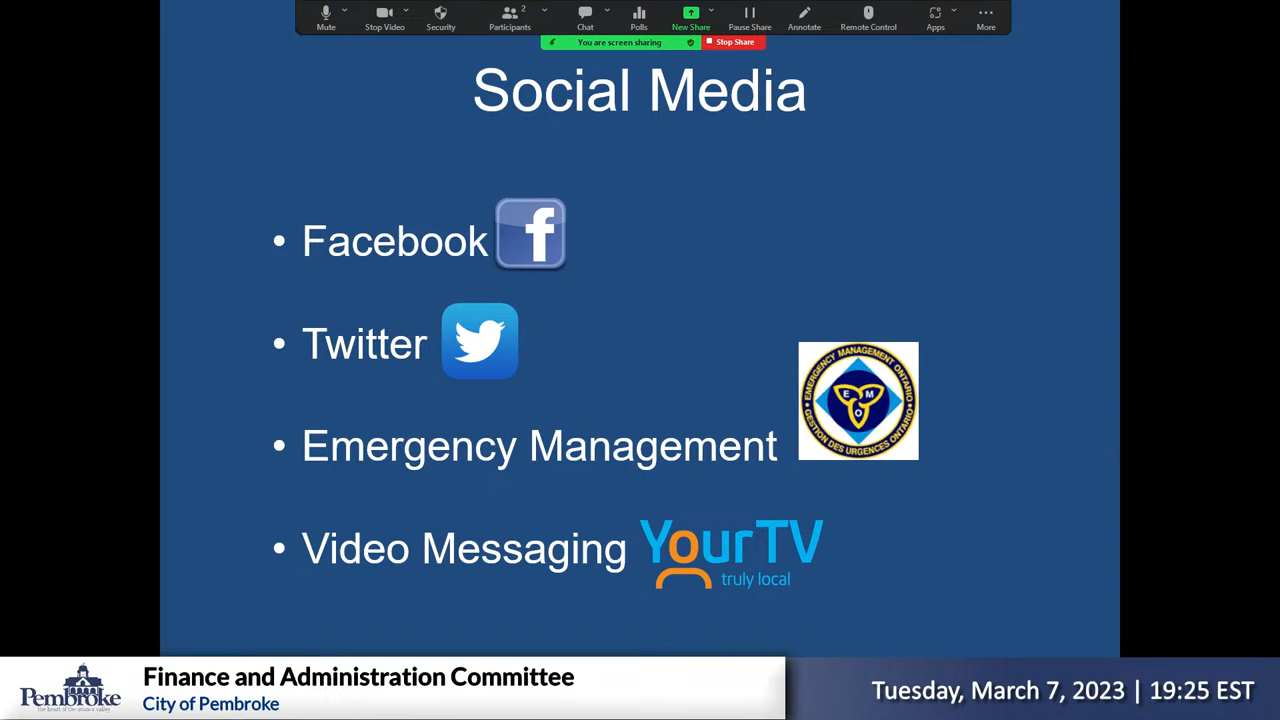 Mute
Stop Video
Security
Participants
2
Chat
Polls
New Share
Pause Share
Annotate
Remote Control
Apps
More
You are screen sharing
Stop Share
Social Media
• Facebook
f
• Twitter
EMERGENCY MANAGEMENT ONTARIO
E M O
GESTION DES URGENCES ONTARIO
• Emergency Management
• Video Messaging
YourTV
truly local
Pembroke
Finance and Administration Committee
City of Pembroke
Tuesday, March 7, 2023 | 19:25 EST